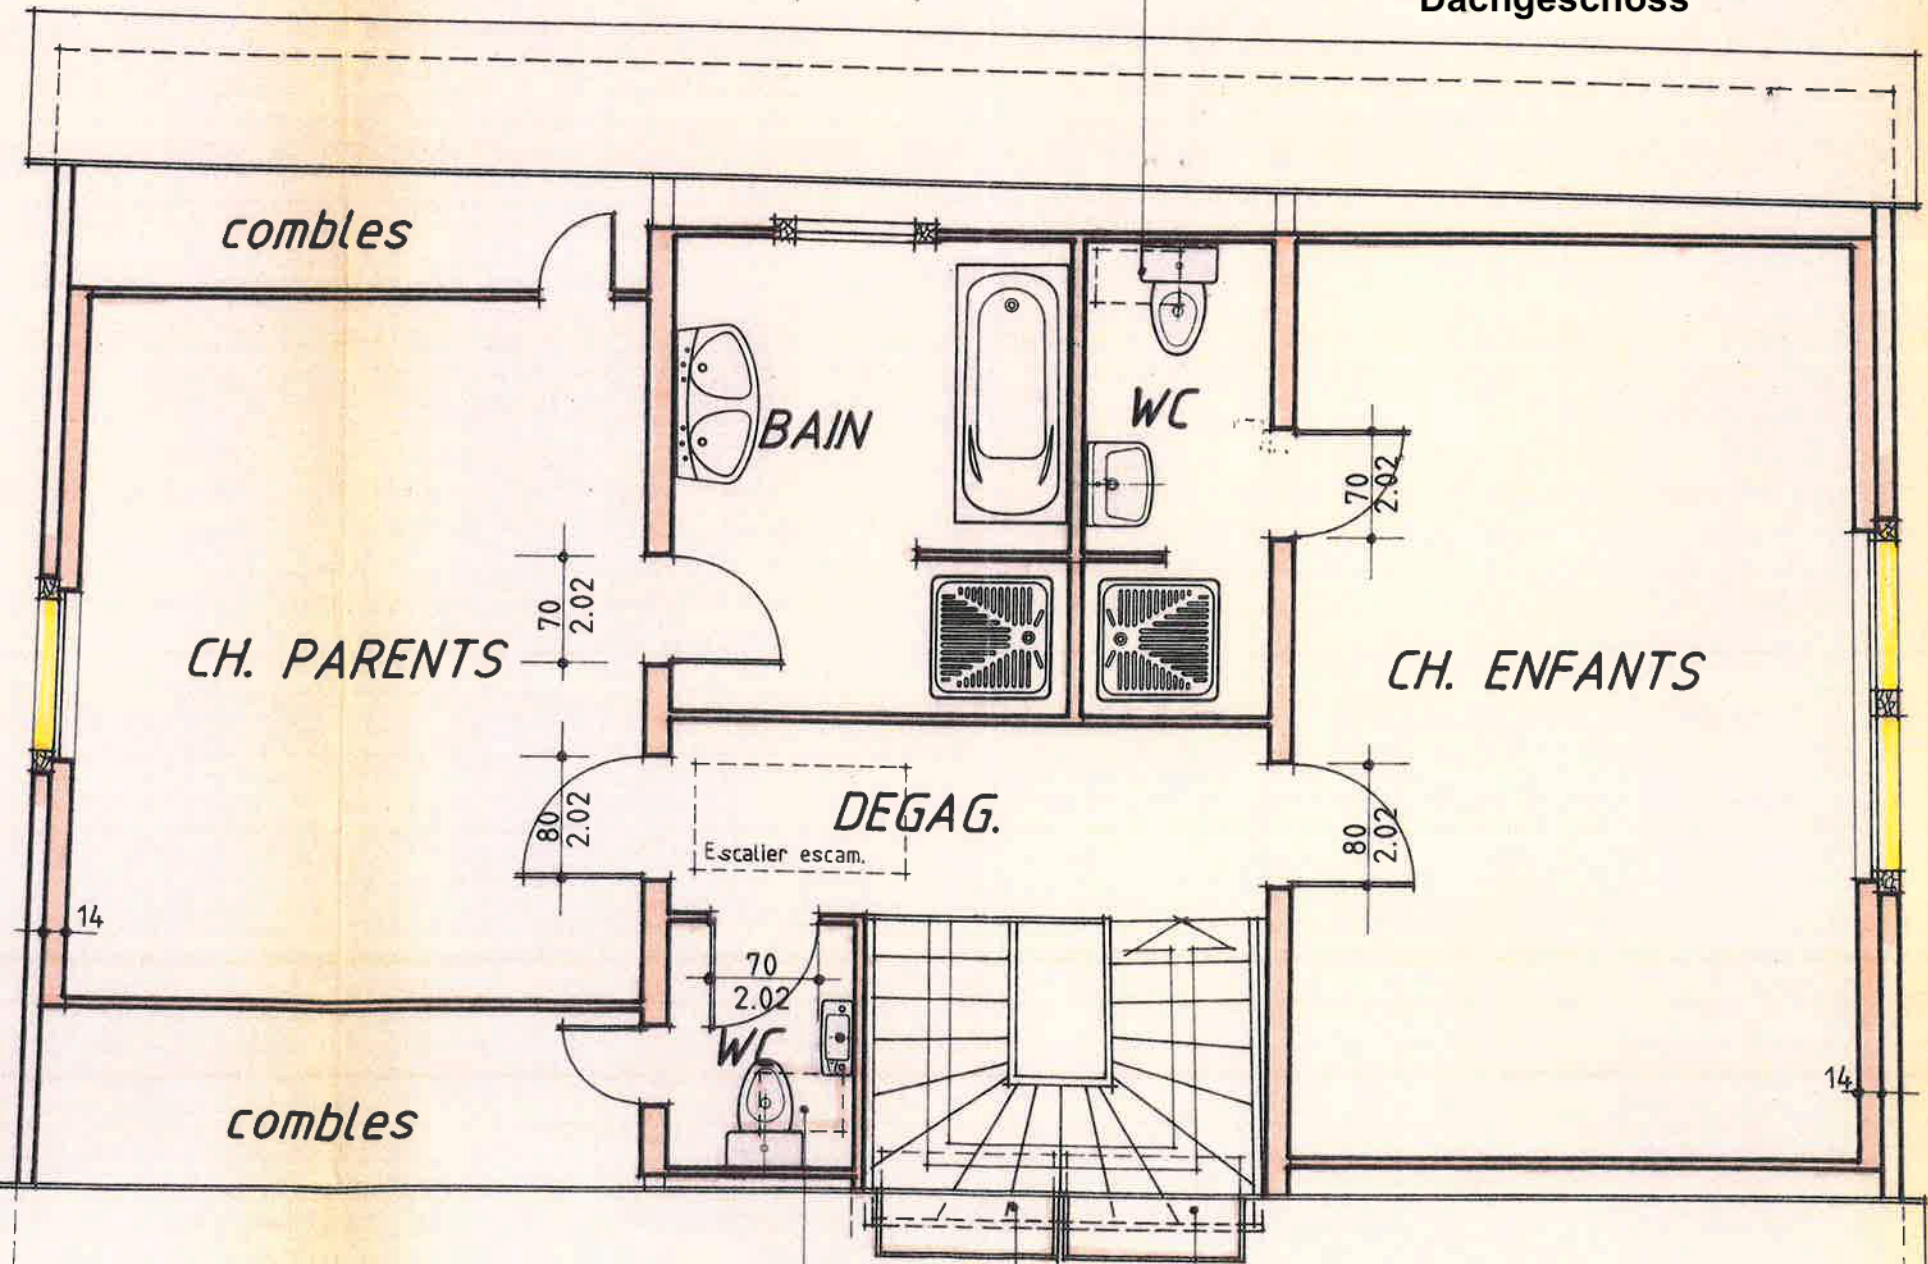 Dachgeschoss
combles
BAIN
WC
70
2.02
70
2.02
CH. PARENTS
CH. ENFANTS
80
2.02
DEGAG.
Escalier escam.
80
2.02
14
70
2.02
WC
14
combles